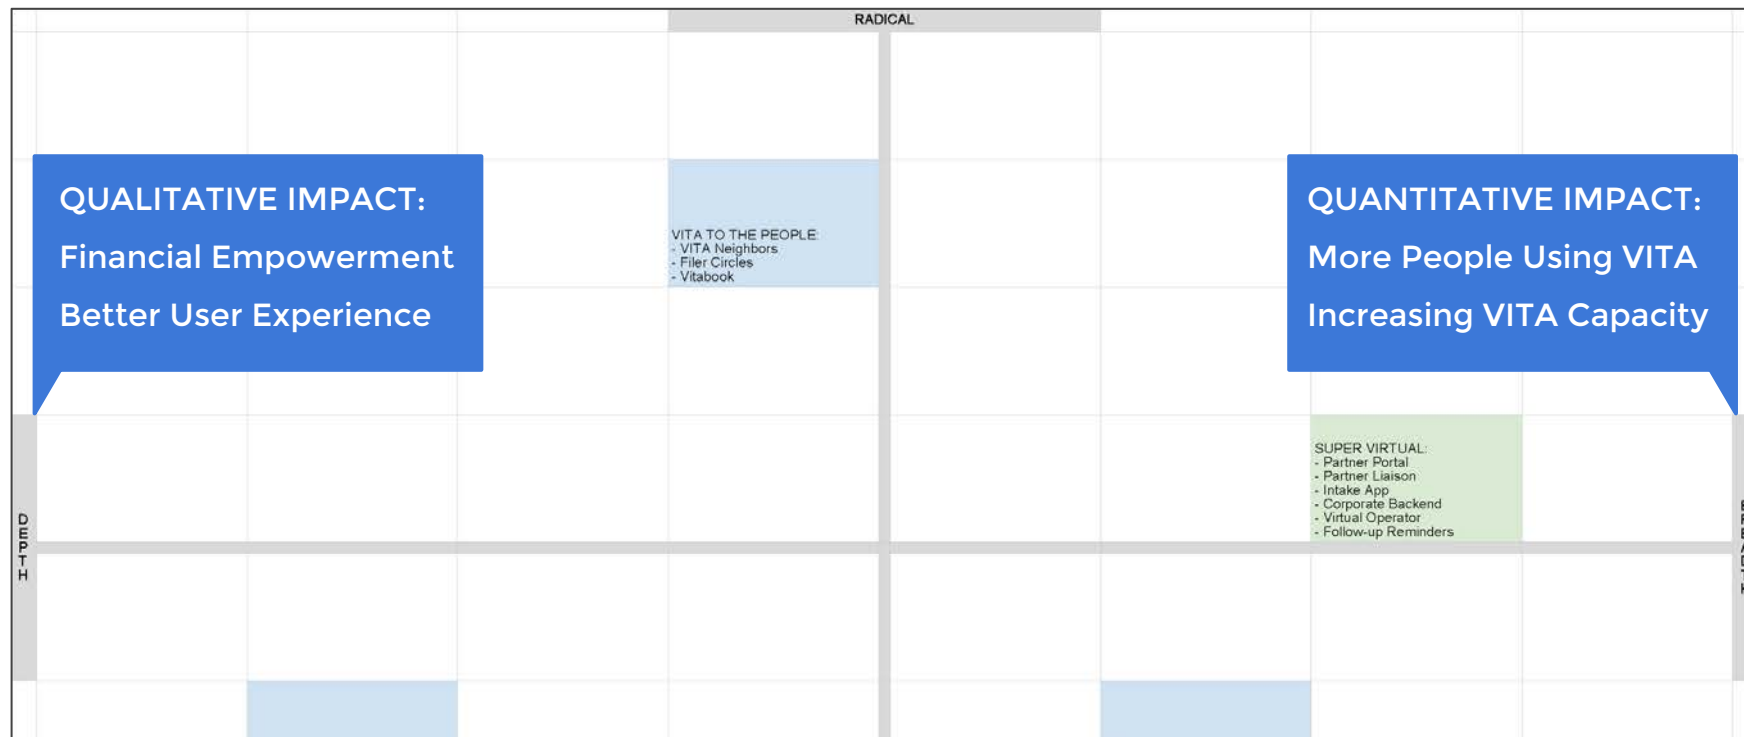 RADICAL
QUALITATIVE IMPACT:
Financial Empowerment
Better User Experience
VITA TO THE PEOPLE:
- VITA Neighbors
- Filer Circles
- Vitabook
QUANTITATIVE IMPACT:
More People Using VITA
Increasing VITA Capacity
SUPER VIRTUAL:
- Partner Portal
- Partner Liaison
- Intake App
- Corporate Backend
- Virtual Operator
- Follow-up Reminders
DEPTH